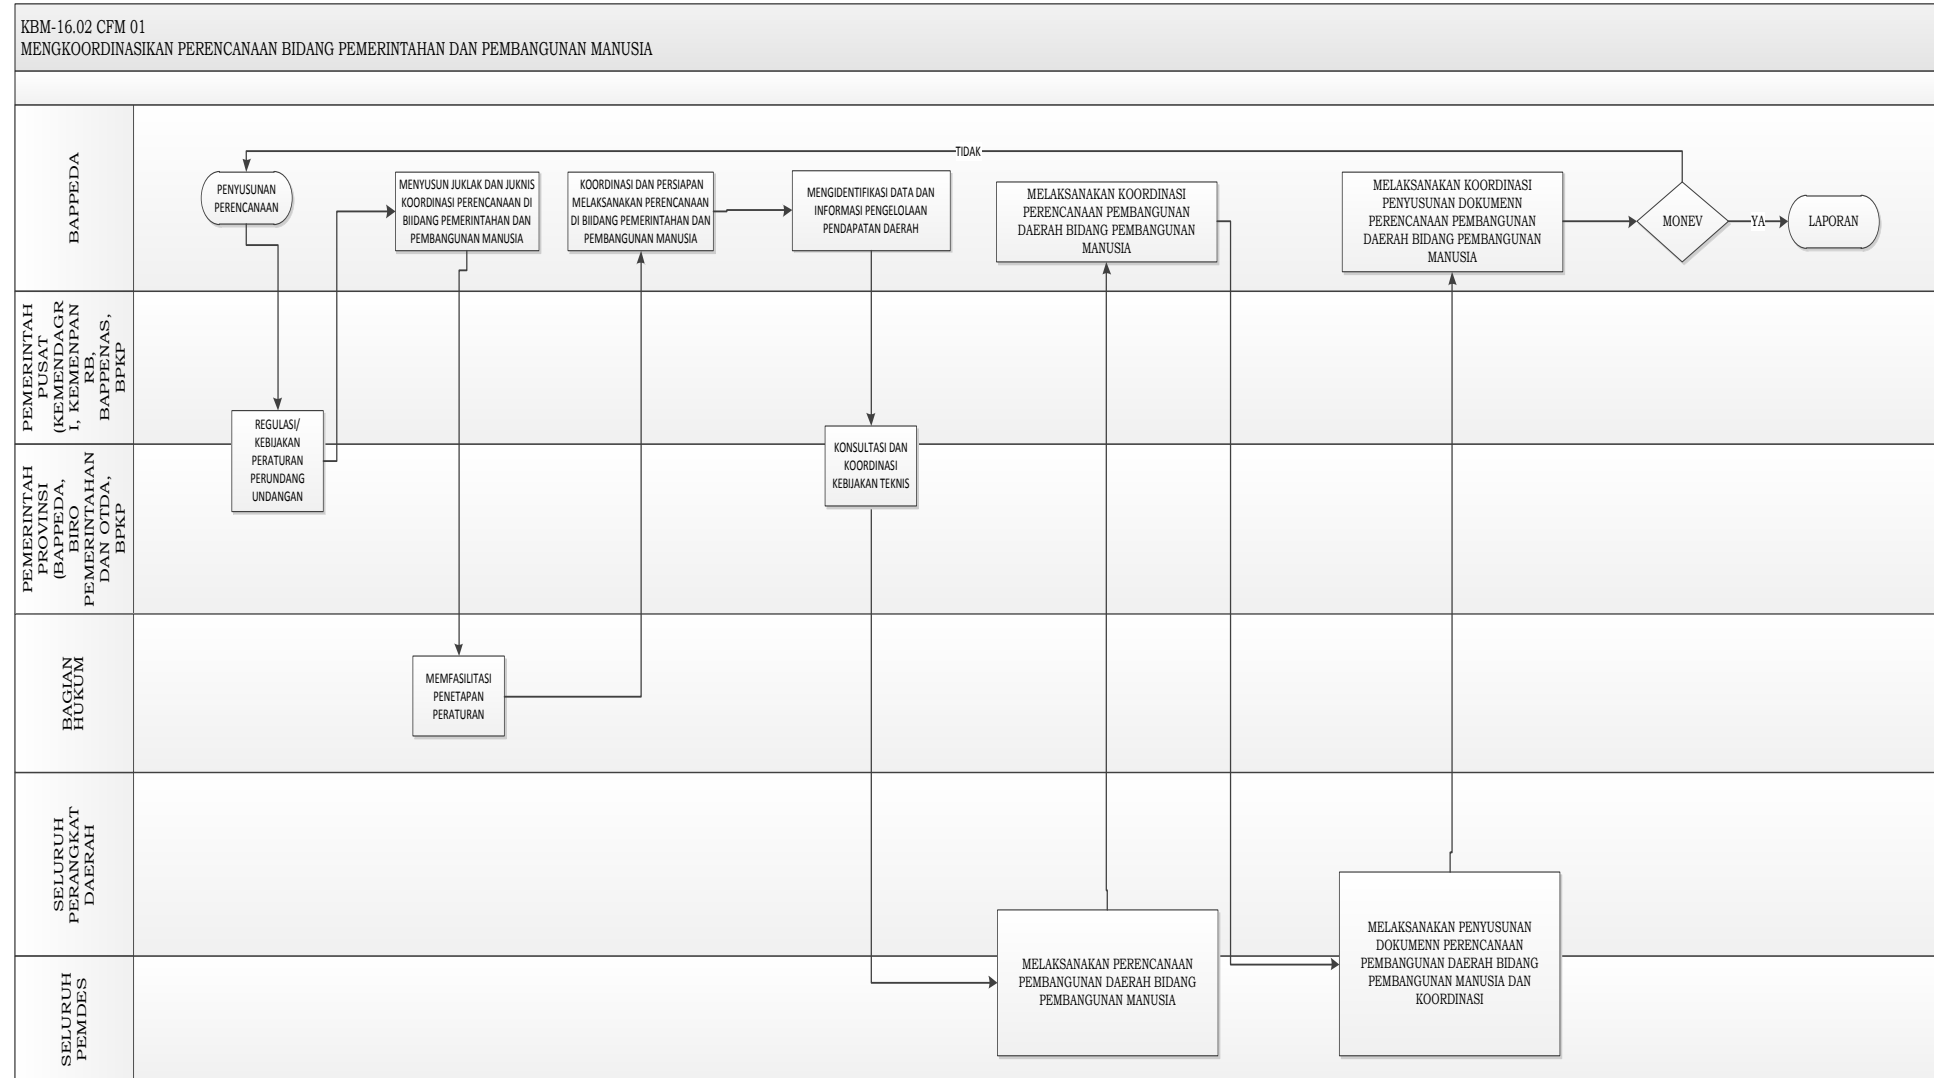 KBM-16.02 CFM 01
MENGKOORDINASIKAN PERENCANAAN BIDANG PEMERINTAHAN DAN PEMBANGUNAN MANUSIA
BAPPEDA
TIDAK
PENYUSUNAN
PERENCANAAN
MENYUSUN JUKLAK DAN JUKNIS
KOORDINASI PERENCANAAN DI
BIIDANG PEMERINTAHAN DAN
PEMBANGUNAN MANUSIA
KOORDINASI DAN PERSIAPAN
MELAKSANAKAN PERENCANAAN
DI BIIDANG PEMERINTAHAN DAN
PEMBANGUNAN MANUSIA
MENGIDENTIFIKASI DATA DAN
INFORMASI PENGELOLAAN
PENDAPATAN DAERAH
MELAKSANAKAN KOORDINASI
PERENCANAAN PEMBANGUNAN
DAERAH BIDANG PEMBANGUNAN
MANUSIA
MELAKSANAKAN KOORDINASI
PENYUSUNAN DOKUMENN
PERENCANAAN PEMBANGUNAN
DAERAH BIDANG PEMBANGUNAN
MANUSIA
MONEV
YA
LAPORAN
PEMERINTAH
PUSAT
(KEMENDAGR
I, KEMENPAN
RB,
BAPPENAS,
BPKP
REGULASI/
KEBIJAKAN
PERATURAN
PERUNDANG
UNDANGAN
KONSULTASI DAN
KOORDINASI
KEBIJAKAN TEKNIS
PEMERINTAH
PROVINSI
(BAPPEDA,
BIRO
PEMERINTAHAN
DAN OTDA,
BPKP
BAGIAN
HUKUM
MEMFASILITASI
PENETAPAN
PERATURAN
SELURUH
PERANGKAT
DAERAH
MELAKSANAKAN PERENCANAAN
PEMBANGUNAN DAERAH BIDANG
PEMBANGUNAN MANUSIA
MELAKSANAKAN PENYUSUNAN
DOKUMENN PERENCANAAN
PEMBANGUNAN DAERAH BIDANG
PEMBANGUNAN MANUSIA DAN
KOORDINASI
SELURUH
PEMDES